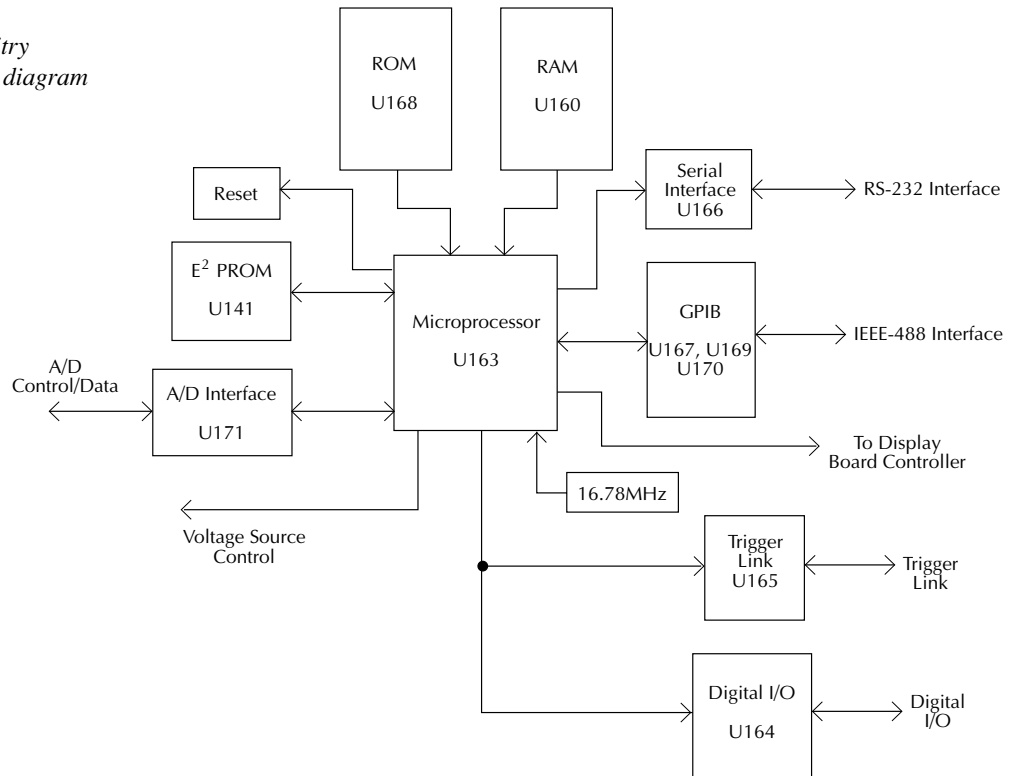 diagram
ROM
U168
RAM
U160
Reset
Serial
Interface
U166
RS-232 Interface
E² PROM
U141
Microprocessor
U163
GPIB
U167, U169
U170
IEEE-488 Interface
A/D
Control/Data
A/D Interface
U171
To Display
Board Controller
16.78MHz
Voltage Source
Control
Trigger
Link
U165
Trigger
Link
Digital I/O
U164
Digital
I/O